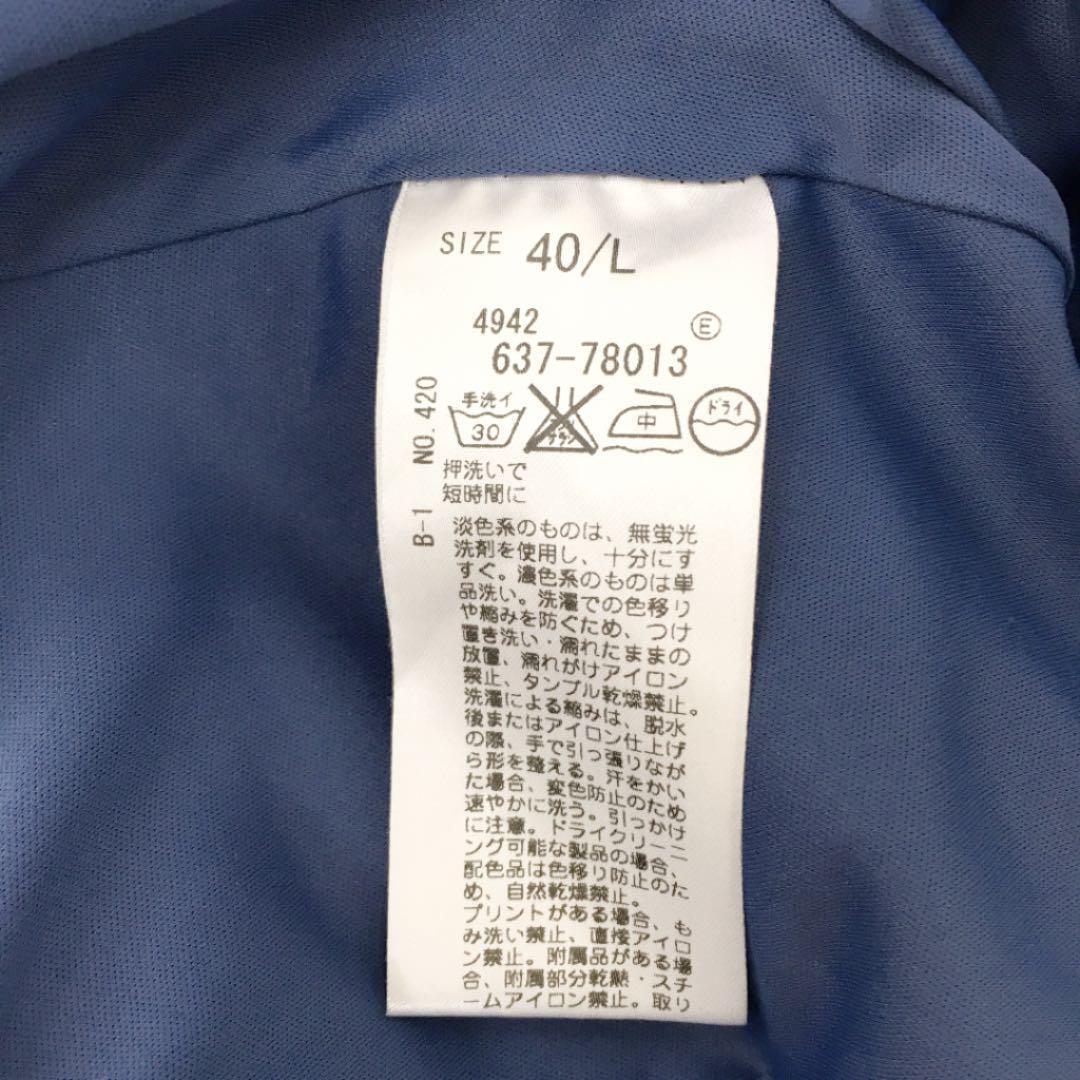 SIZE 40/L
4942 E
637-78013
B-1 NO.420
手洗イ 30 中 ドライ
押洗いで
短時間に
淡色系のものは、無蛍光
洗剤を使用し、十分にす
すぐ。濃色系のものは単
品洗い。洗濯での色移り
や縮みを防ぐため、つけ
置き洗い・濡れたままの
放置、濡れがけアイロン
禁止、タンブル乾燥禁止。
洗濯による縮みは、脱水
後またはアイロン仕上げ
の際、手で引っ張りなが
ら形を整える。汗をかい
た場合、変色防止のため
速やかに洗う。引っかけ
に注意。ドライクリーニ
ング可能な製品の場合、
配色品は色移り防止のた
め、自然乾燥禁止。
プリントがある場合、も
み洗い禁止、直接アイロ
ン禁止。附属品がある場
合、附属部分乾熱・スチ
ームアイロン禁止。取り